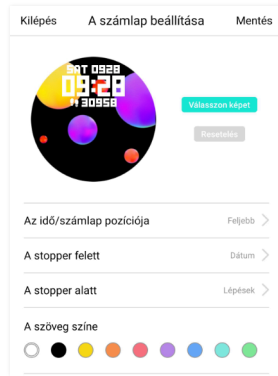 Kilépés A számlap beállítása Mentés
SAT 0928
09:28
30958
Válasszon képet
Resetelés
Az idő/számlap pozíciója Feljebb
A stopper felett Dátum
A stopper alatt Lépések
A szöveg színe